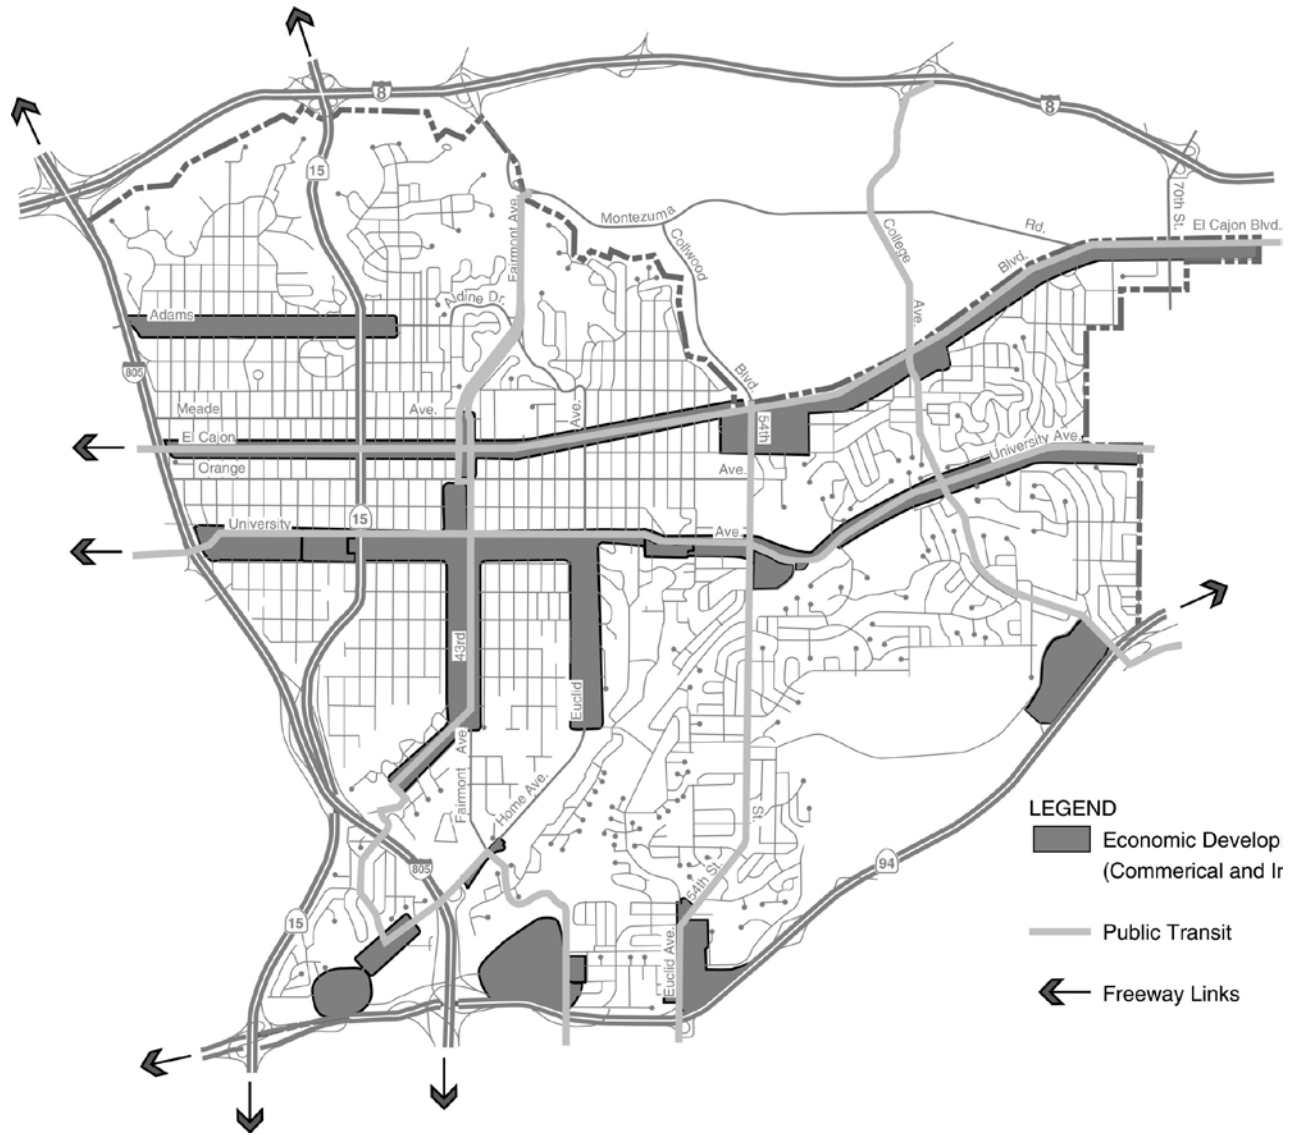 8
8
15
70th St.
El Cajon Blvd.
Fairmont Ave.
Montezuma
Rd.
College
Collwood
Blvd.
Aldine Dr.
Ave.
Adams
805
Blvd.
Meade
Ave.
Ave.
54th
El Cajon
University Ave.
Orange
Ave.
15
University
Ave.
43rd
Euclid
Fairmont Ave.
Home Ave.
St.
LEGEND
Economic Develop
(Commerical and Ir
805
94
54th St.
15
Euclid Ave.
Public Transit
Freeway Links